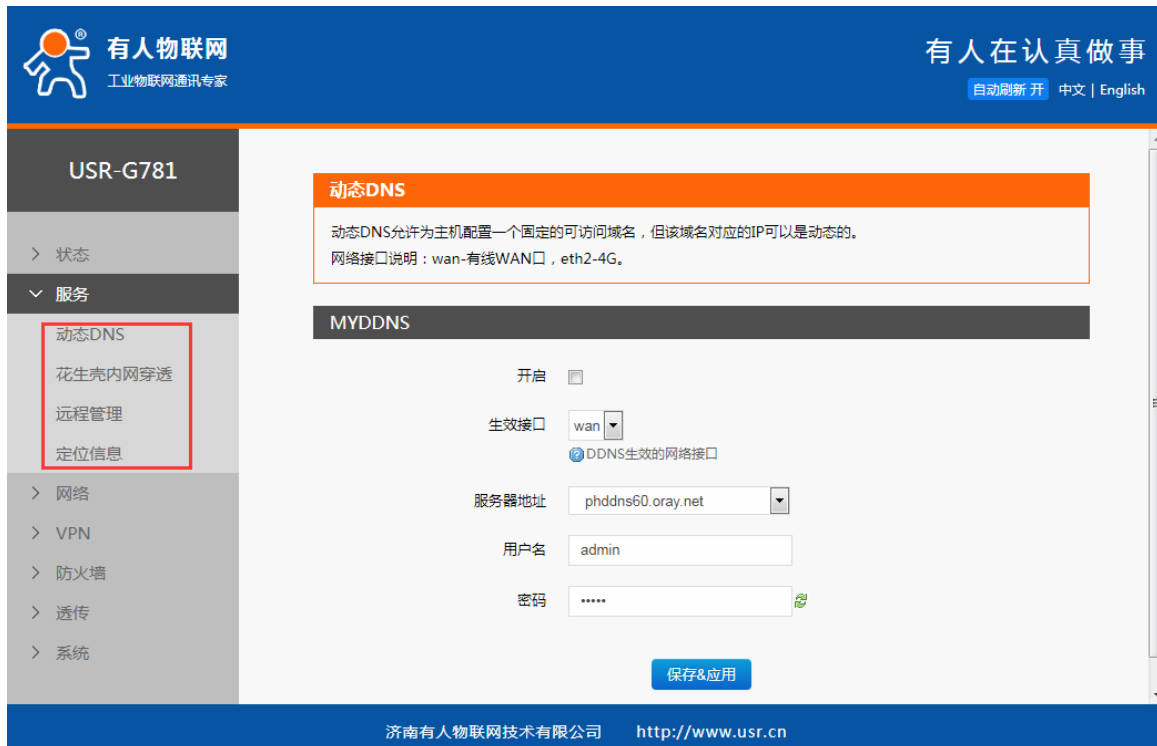 有人物联网
®
工业物联网通讯专家
有人在认真做事
自动刷新 开 中文 | English
USR-G781
状态
服务
动态DNS
花生壳内网穿透
远程管理
定位信息
网络
VPN
防火墙
透传
系统
动态DNS
动态DNS允许为主机配置一个固定的可访问域名，但该域名对应的IP可以是动态的。
网络接口说明：wan-有线WAN口，eth2-4G。
MYDDNS
开启
生效接口 wan
DDNS生效的网络接口
服务器地址 phddns60.oray.net
用户名 admin
密码 •••••
保存&应用
济南有人物联网技术有限公司 http://www.usr.cn